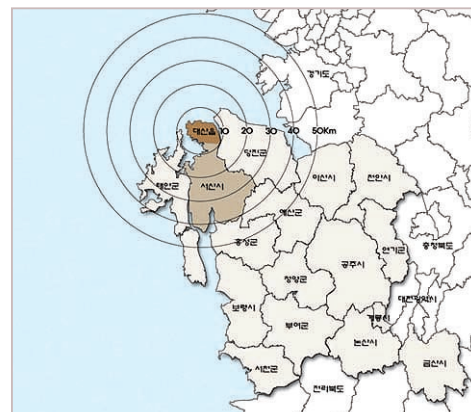 경기도
대산읍 10 20 30 40 50Km
당진군
태안군
서산시
아산시
천안시
예산군
홍성군
공주시
연기군
충청북도
청양군
보령시
대전광역시
계룡시
부여군
논산시
서천군
금산시
전라북도